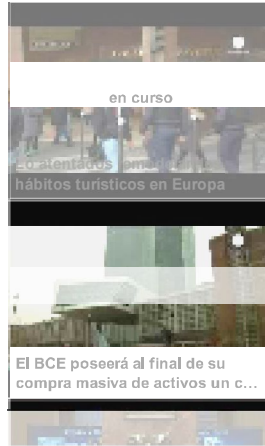 en curso
hábitos turísticos en Europa
El BCE poseerá al final de su
compra masiva de activos un c…